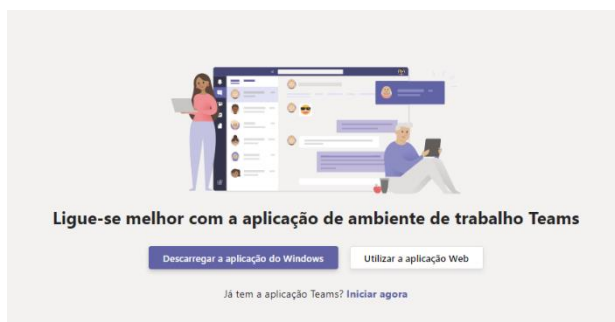 Ligue-se melhor com a aplicação de ambiente de trabalho Teams
Descarregar a aplicação do Windows
Utilizar a aplicação Web
Já tem a aplicação Teams? Iniciar agora